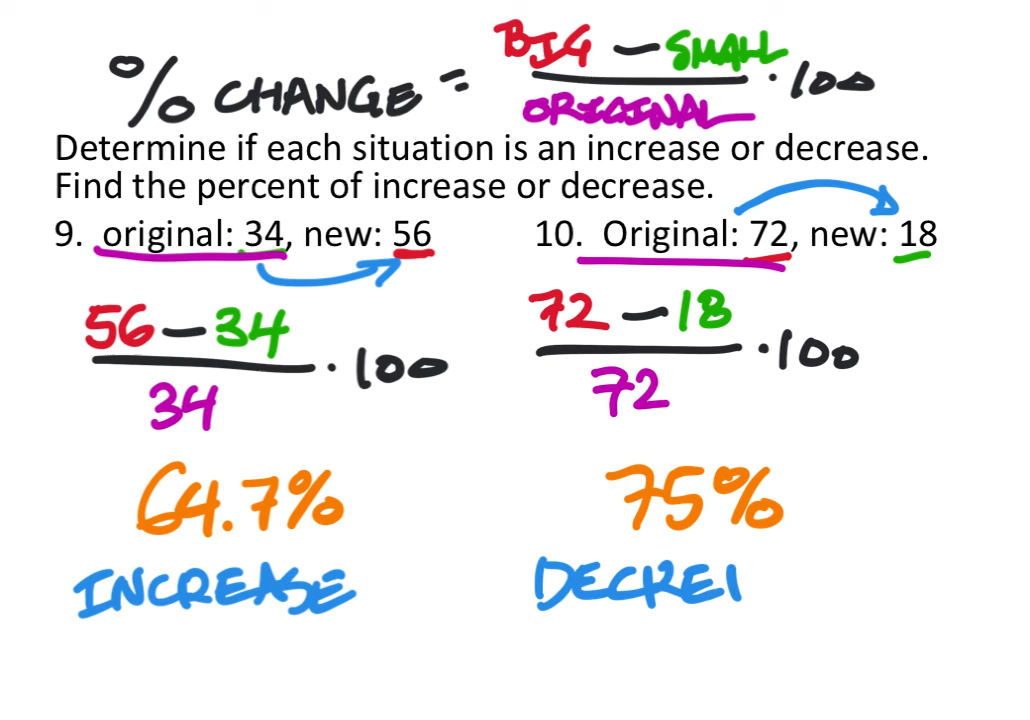 % CHANGE = BIG - SMALL / ORIGINAL · 100
Determine if each situation is an increase or decrease.
Find the percent of increase or decrease.
9. original: 34, new: 56
56 - 34 / 34 · 100
64.7%
INCREASE
10. Original: 72, new: 18
72 - 18 / 72 · 100
75%
DECREI